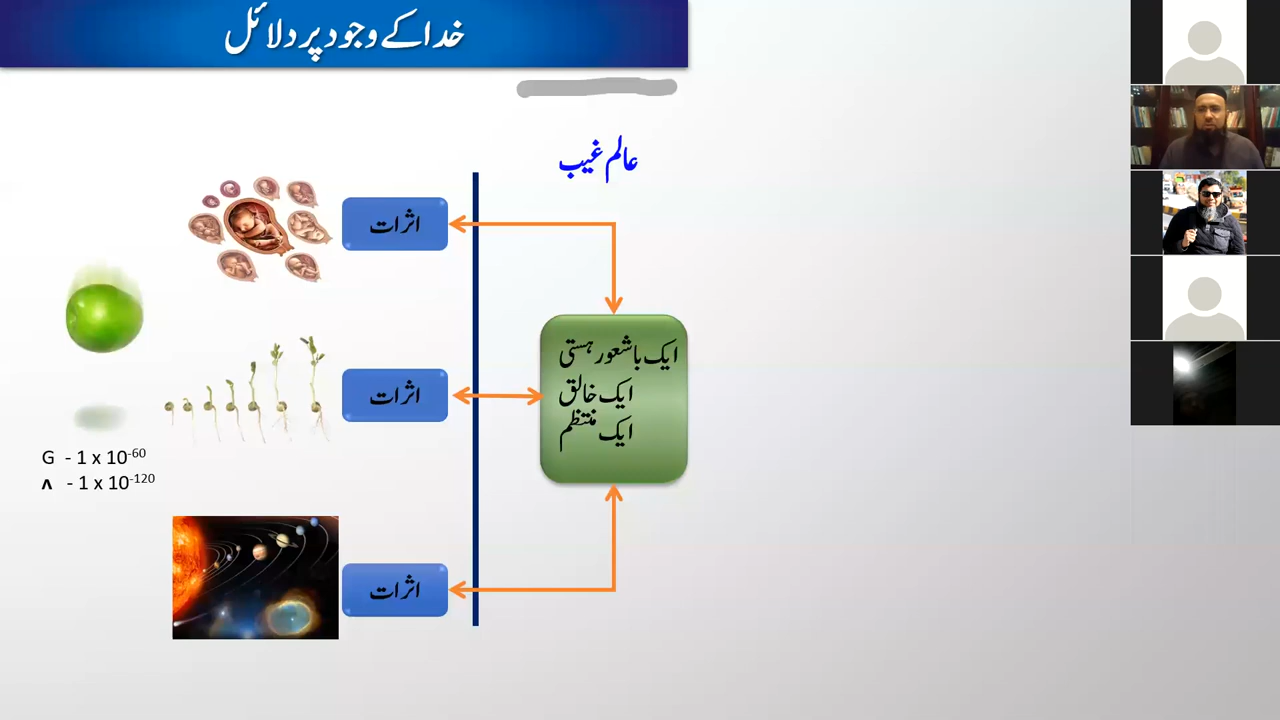 خدا کے وجود پر دلائل
عالم غیب
اثرات
ایک باشعور ہستی
ایک خالق
ایک منتظم
اثرات
G - 1 x 10⁻⁶⁰
ʌ - 1 x 10⁻¹²⁰
اثرات